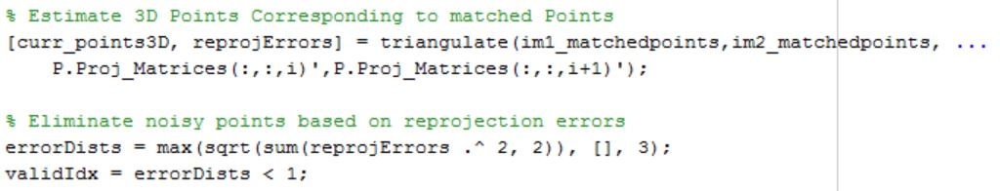 % Estimate 3D Points Corresponding to matched Points
[curr_points3D, reprojErrors] = triangulate(im1_matchedpoints,im2_matchedpoints, ...
P.Proj_Matrices(:,:,i)',P.Proj_Matrices(:,:,i+1)');
% Eliminate noisy points based on reprojection errors
errorDists = max(sqrt(sum(reprojErrors .^ 2, 2)), [], 3);
validIdx = errorDists < 1;